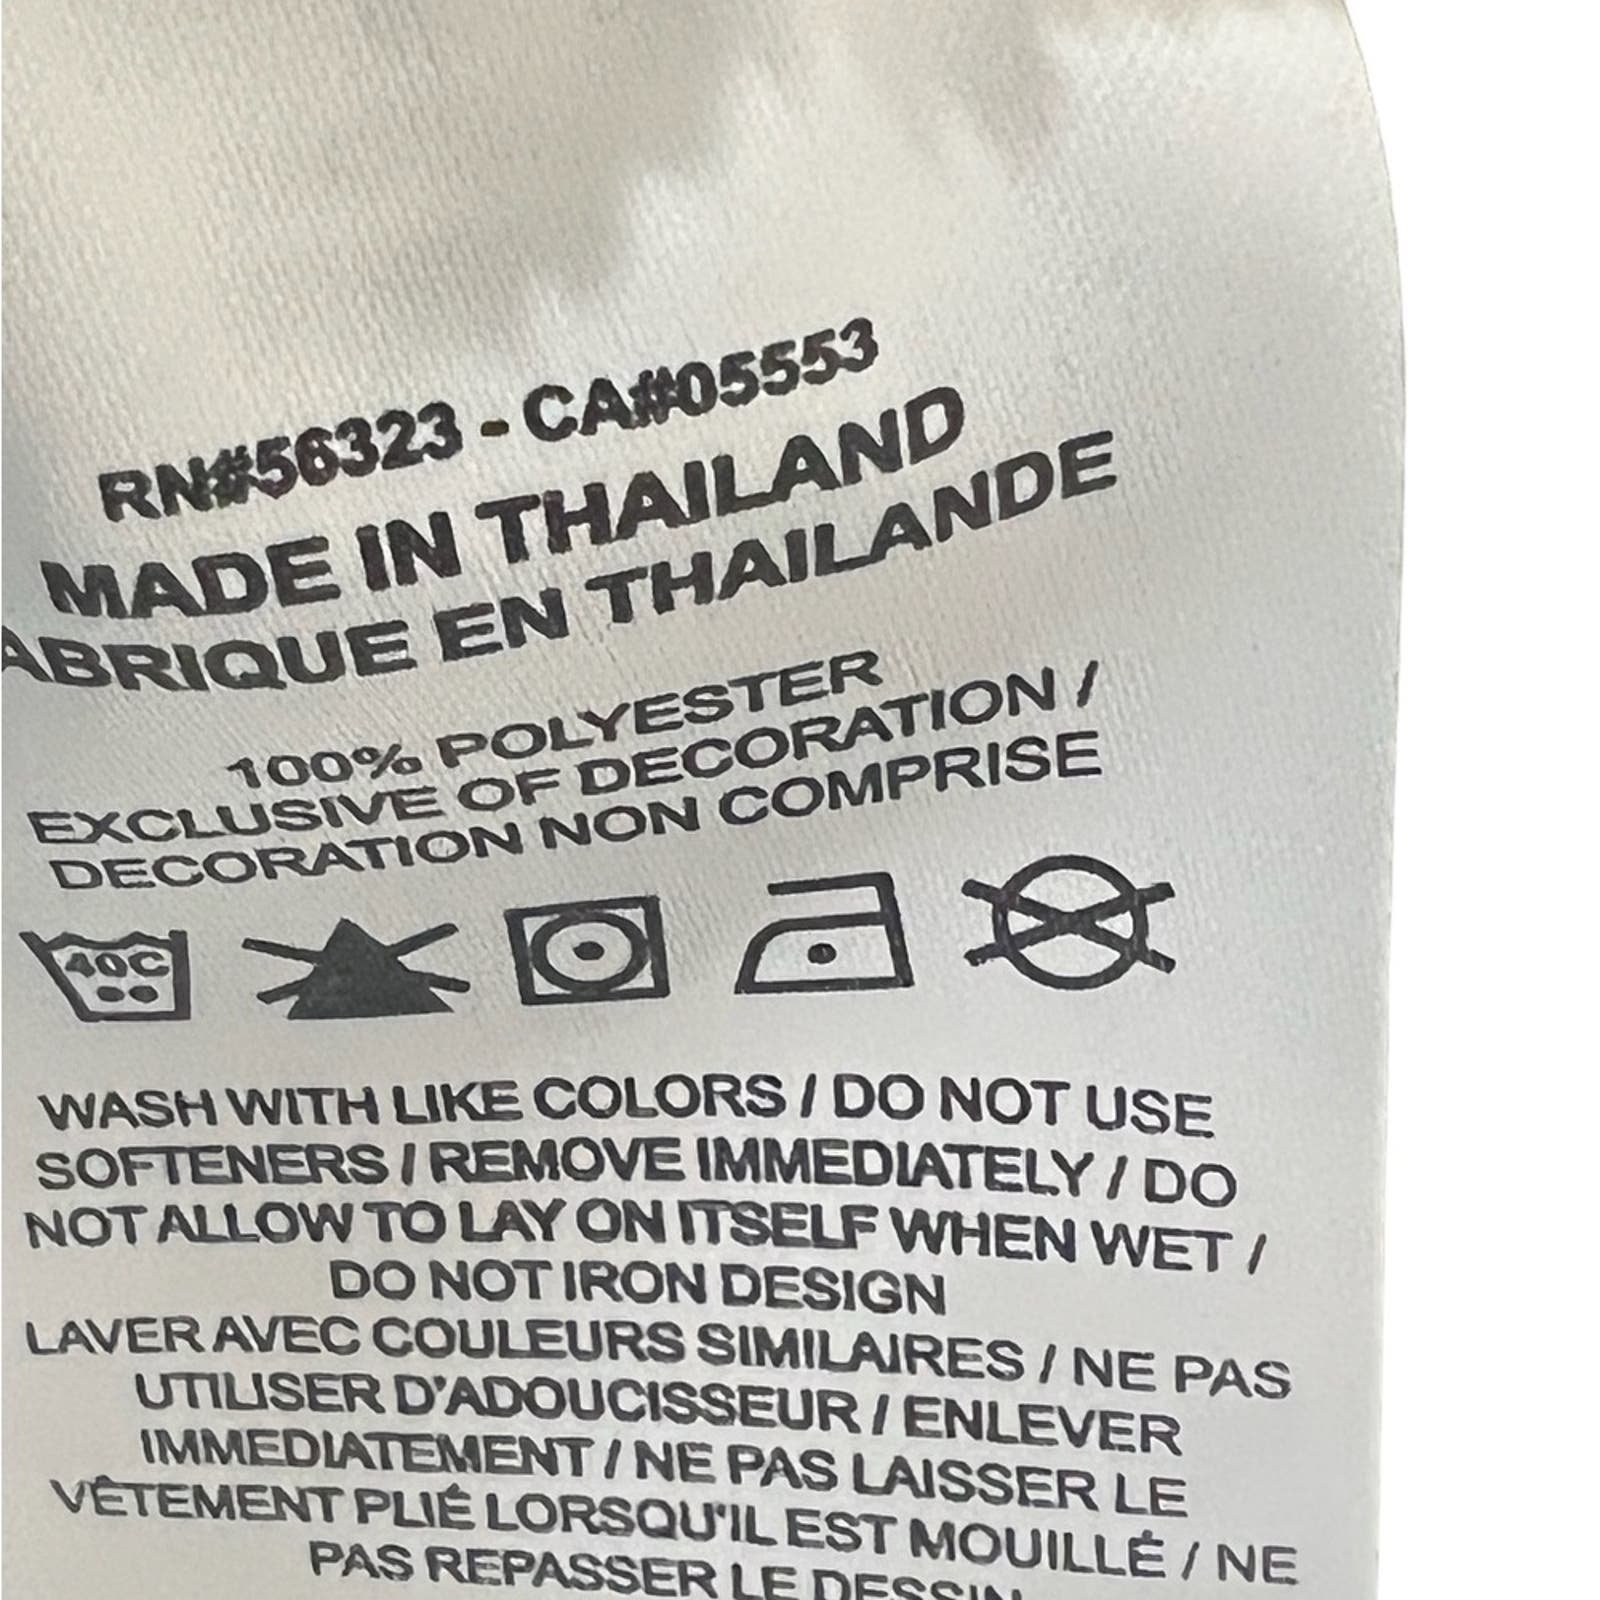 RN#56323 - CA#05553
MADE IN THAILAND
ABRIQUE EN THAILANDE
100% POLYESTER
EXCLUSIVE OF DECORATION /
DECORATION NON COMPRISE
40C
WASH WITH LIKE COLORS / DO NOT USE
SOFTENERS / REMOVE IMMEDIATELY / DO
NOT ALLOW TO LAY ON ITSELF WHEN WET /
DO NOT IRON DESIGN
LAVER AVEC COULEURS SIMILAIRES / NE PAS
UTILISER D'ADOUCISSEUR / ENLEVER
IMMEDIATEMENT / NE PAS LAISSER LE
VÊTEMENT PLIÉ LORSQU'IL EST MOUILLÉ / NE
PAS REPASSER LE DESSIN